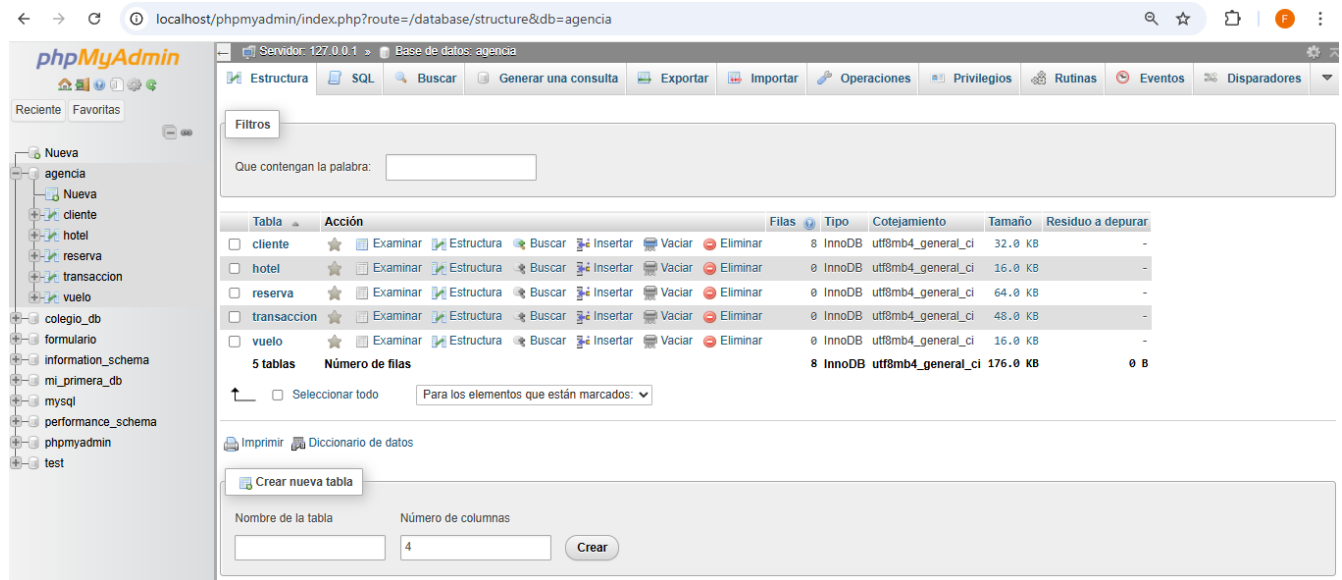 localhost/phpmyadmin/index.php?route=/database/structure&db=agencia
F
phpMyAdmin
Reciente Favoritas
Nueva
agencia
Nueva
cliente
hotel
reserva
transaccion
vuelo
colegio_db
formulario
information_schema
mi_primera_db
mysql
performance_schema
phpmyadmin
test
Servidor: 127.0.0.1 » Base de datos: agencia
Estructura SQL Buscar Generar una consulta Exportar Importar Operaciones Privilegios Rutinas Eventos Disparadores
Filtros
Que contengan la palabra:
Tabla Acción Filas Tipo Cotejamiento Tamaño Residuo a depurar
cliente Examinar Estructura Buscar Insertar Vaciar Eliminar 8 InnoDB utf8mb4_general_ci 32.0 KB -
hotel Examinar Estructura Buscar Insertar Vaciar Eliminar 0 InnoDB utf8mb4_general_ci 16.0 KB -
reserva Examinar Estructura Buscar Insertar Vaciar Eliminar 0 InnoDB utf8mb4_general_ci 64.0 KB -
transaccion Examinar Estructura Buscar Insertar Vaciar Eliminar 0 InnoDB utf8mb4_general_ci 48.0 KB -
vuelo Examinar Estructura Buscar Insertar Vaciar Eliminar 0 InnoDB utf8mb4_general_ci 16.0 KB -
5 tablas Número de filas 8 InnoDB utf8mb4_general_ci 176.0 KB 0 B
Seleccionar todo Para los elementos que están marcados:
Imprimir Diccionario de datos
Crear nueva tabla
Nombre de la tabla Número de columnas
4 Crear